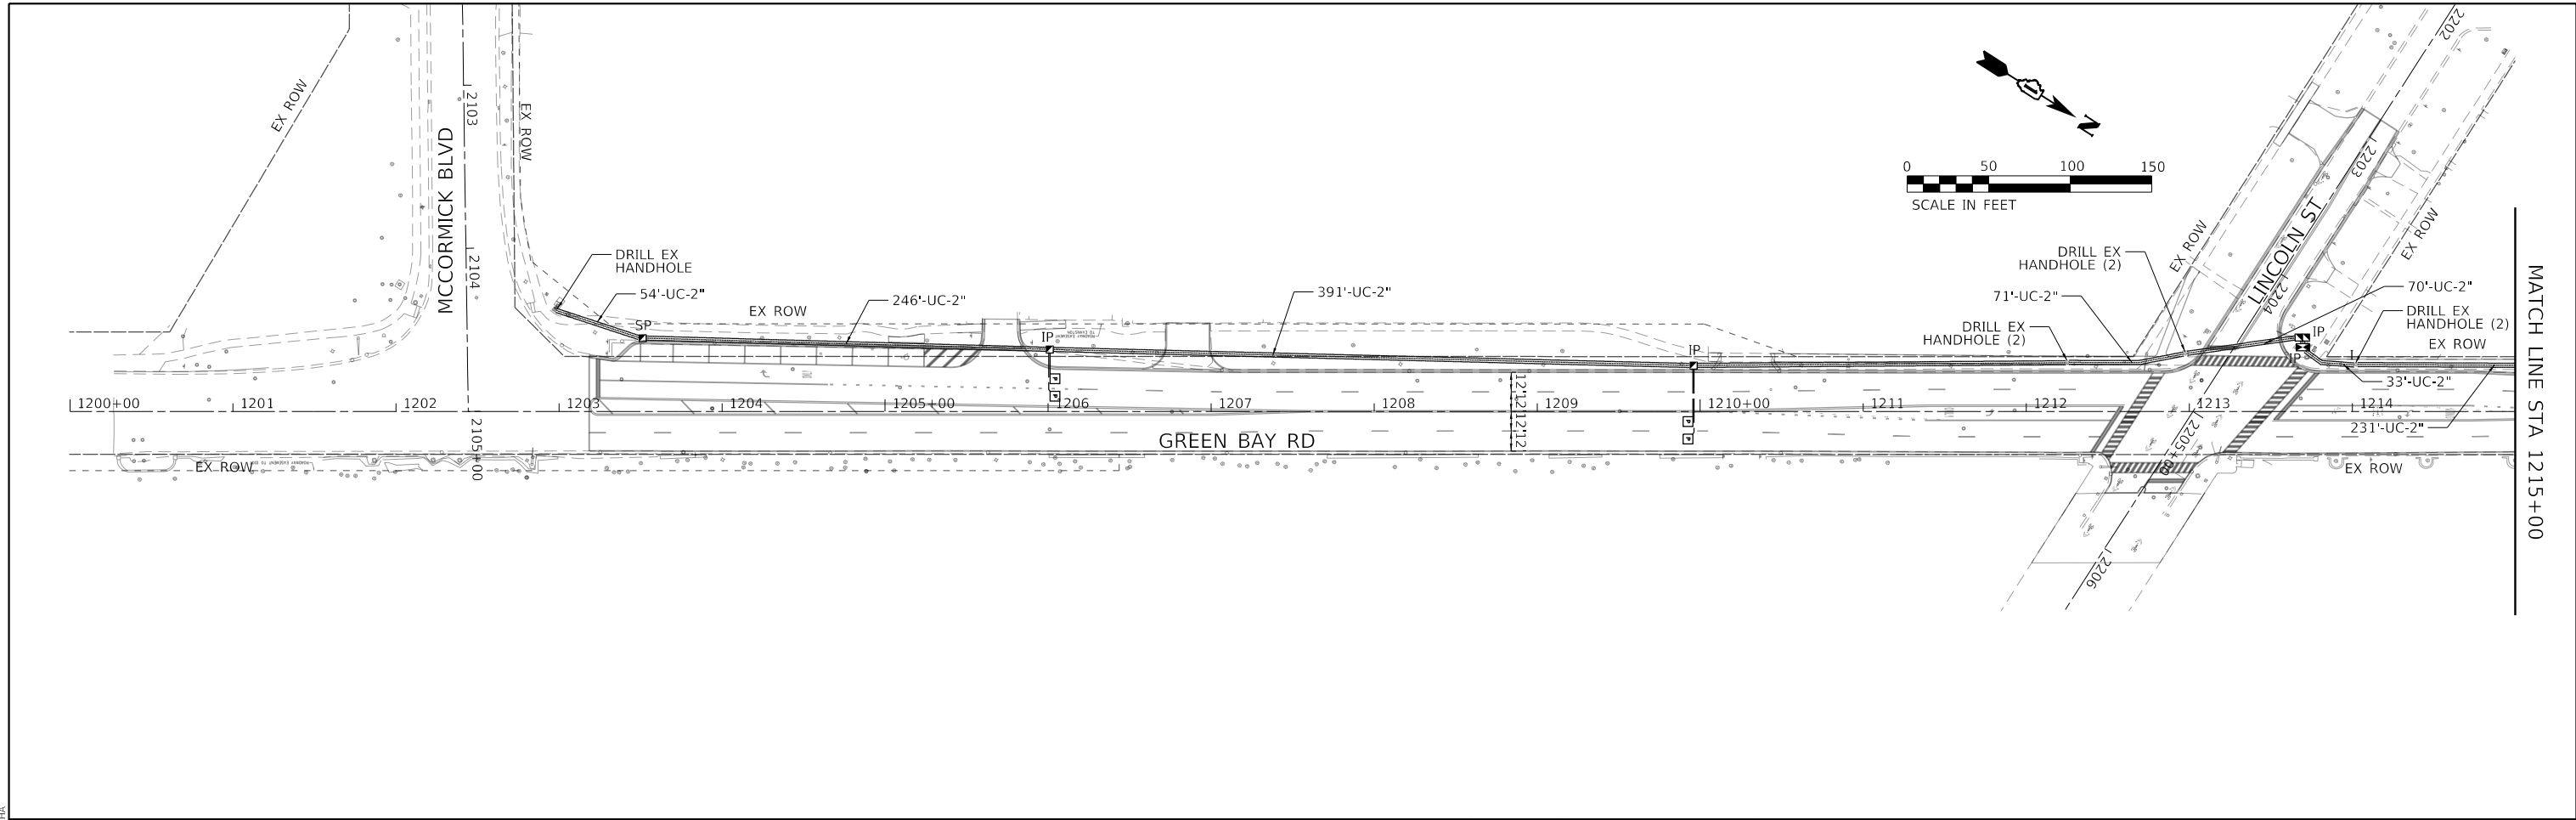 EX ROW
MCCORMICK BLVD
2103
2104
2105+00
EX ROW
DRILL EX
HANDHOLE
54'-UC-2"
SP
EX ROW
246'-UC-2"
IP
391'-UC-2"
IP
N
0 50 100 150
SCALE IN FEET
2202
2203
LINCOLN ST
2204
EX ROW
EX ROW
DRILL EX
HANDHOLE (2)
71'-UC-2"
DRILL EX
HANDHOLE (2)
70'-UC-2"
DRILL EX
HANDHOLE (2)
IP
IP
EX ROW
33'-UC-2"
231'-UC-2"
MATCH LINE STA 1215+00
1200+00 1201 1202 1203 1204 1205+00 1206 1207 1208 1209 1210+00 1211 1212 1213 1214
12'12'12'12'
P
P
P
P
GREEN BAY RD
EX ROW
EX ROW
2205+00
2206